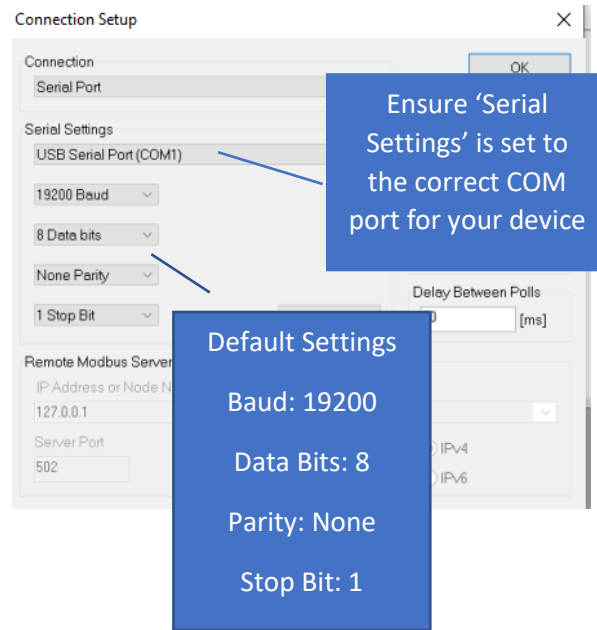 Connection Setup
Connection
OK
Serial Port
Ensure ‘Serial
Settings’ is set to
the correct COM
port for your device
Serial Settings
USB Serial Port (COM1)
19200 Baud
8 Data bits
None Parity
1 Stop Bit
Delay Between Polls
[ms]
Default Settings
Baud: 19200
Data Bits: 8
Parity: None
Stop Bit: 1
Remote Modbus Server
IP Address or Node
127.0.0.1
Server Port
502
IPv4
IPv6